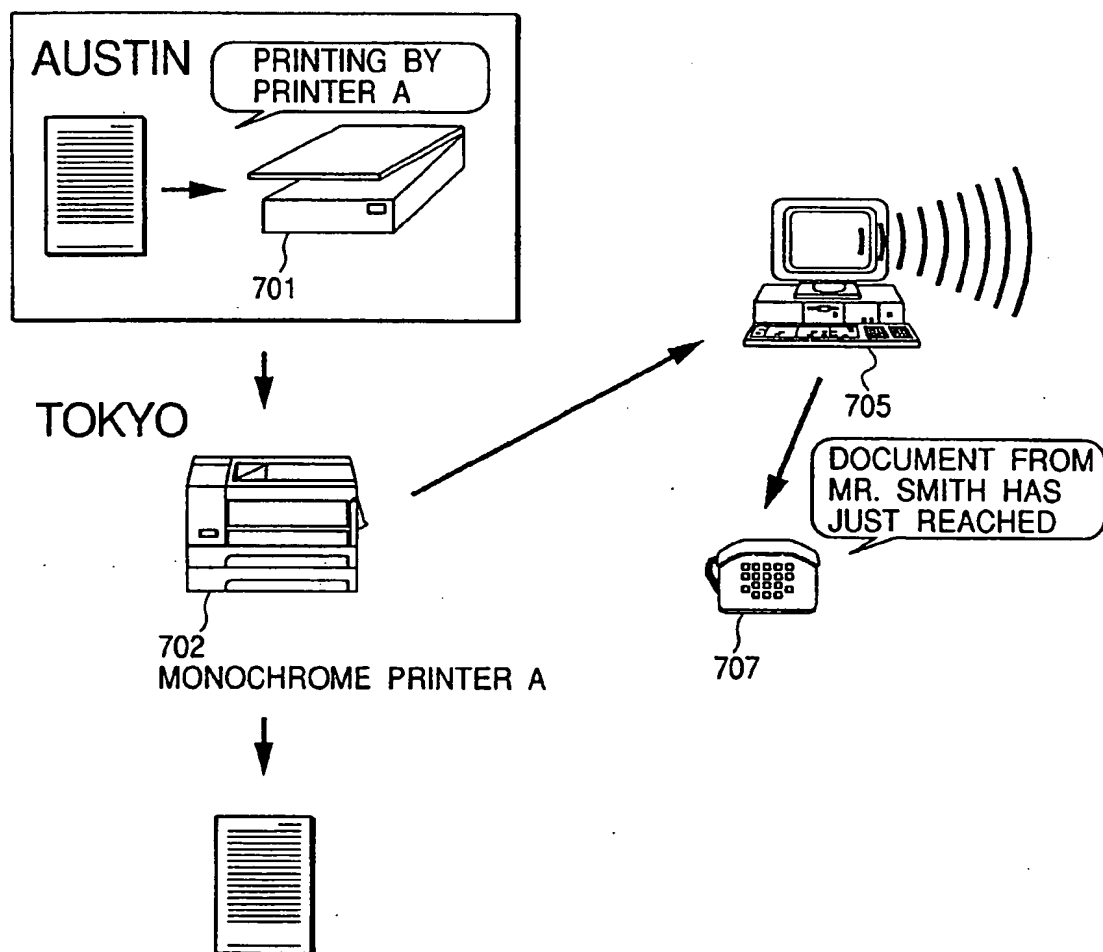 AUSTIN
PRINTING BY
PRINTER A
701
TOKYO
705
DOCUMENT FROM
MR. SMITH HAS
JUST REACHED
702
MONOCHROME PRINTER A
707